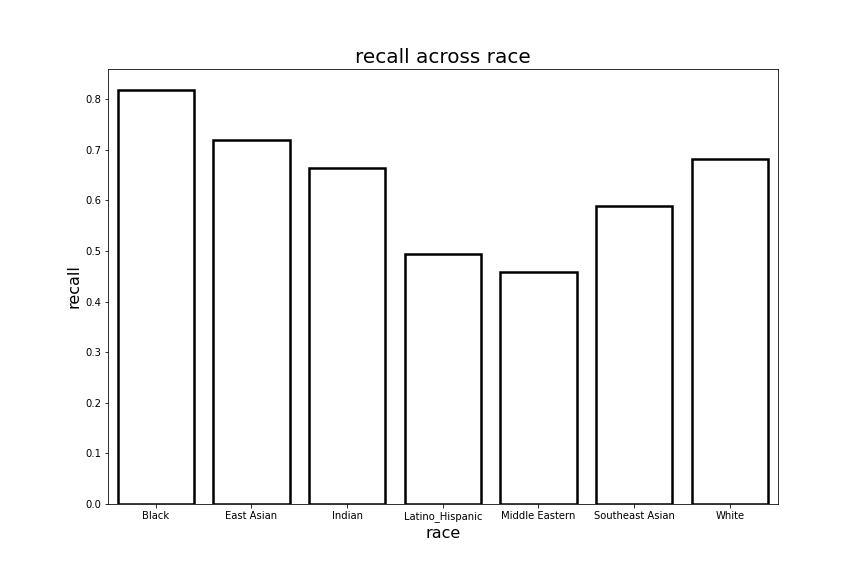 recall across race
recall
0.8
0.7
0.6
0.5
0.4
0.3
0.2
0.1
0.0
Black East Asian Indian Latino_Hispanic Middle Eastern Southeast Asian White
race